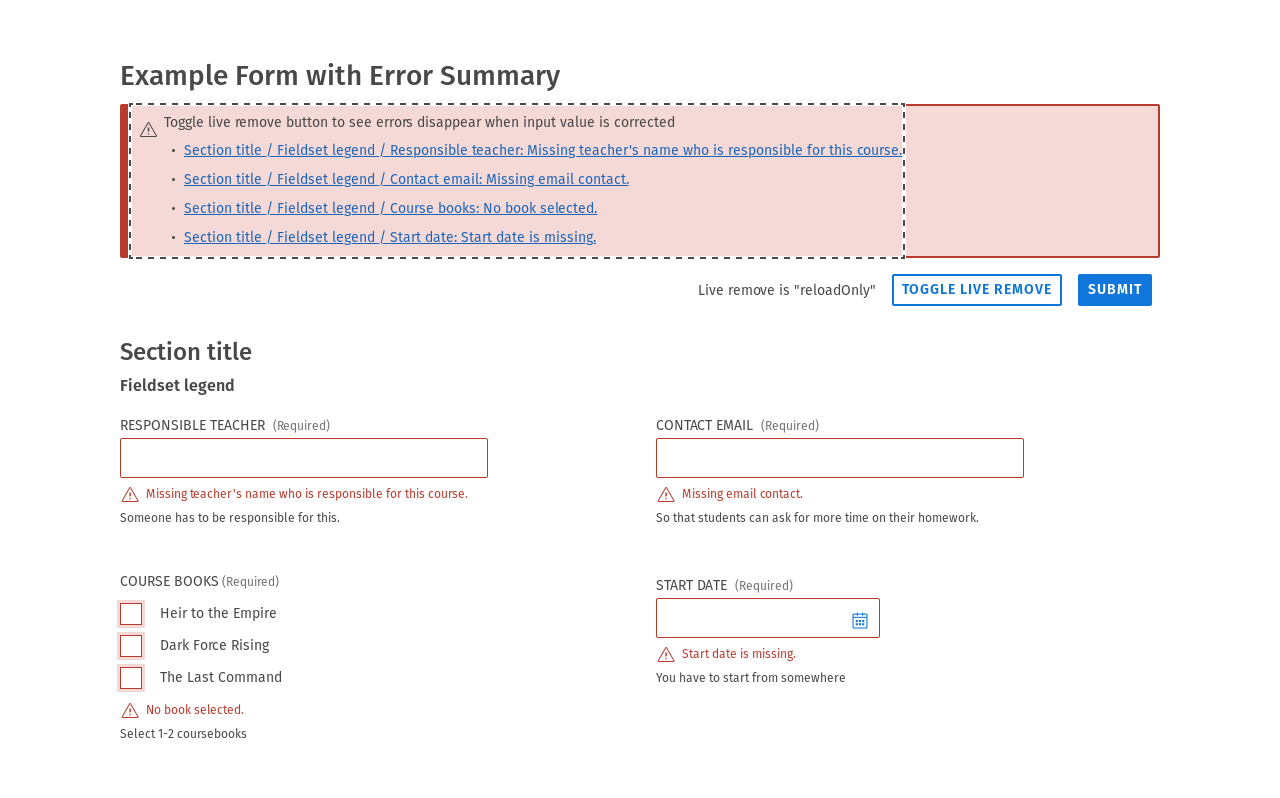 Example Form with Error Summary
Toggle live remove button to see errors disappear when input value is corrected
• Section title / Fieldset legend / Responsible teacher: Missing teacher's name who is responsible for this course.
• Section title / Fieldset legend / Contact email: Missing email contact.
• Section title / Fieldset legend / Course books: No book selected.
• Section title / Fieldset legend / Start date: Start date is missing.
Live remove is "reloadOnly"
TOGGLE LIVE REMOVE
SUBMIT
Section title
Fieldset legend
RESPONSIBLE TEACHER (Required)
Missing teacher's name who is responsible for this course.
Someone has to be responsible for this.
CONTACT EMAIL (Required)
Missing email contact.
So that students can ask for more time on their homework.
COURSE BOOKS (Required)
Heir to the Empire
Dark Force Rising
The Last Command
No book selected.
Select 1-2 coursebooks
START DATE (Required)
Start date is missing.
You have to start from somewhere